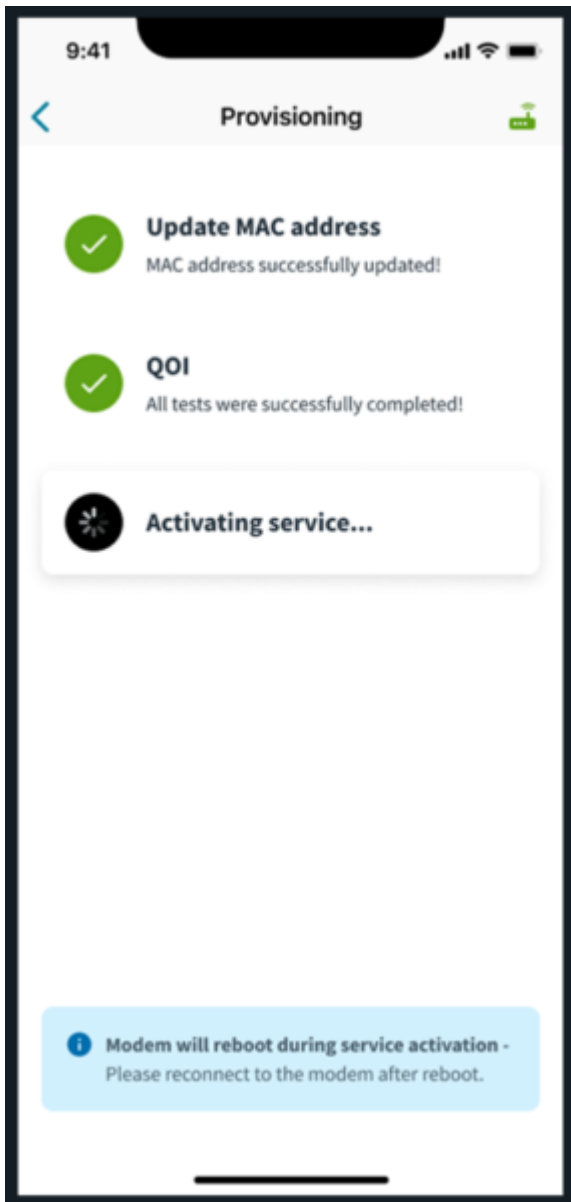 9:41
Provisioning
Update MAC address
MAC address successfully updated!
QOI
All tests were successfully completed!
Activating service...
Modem will reboot during service activation -
Please reconnect to the modem after reboot.